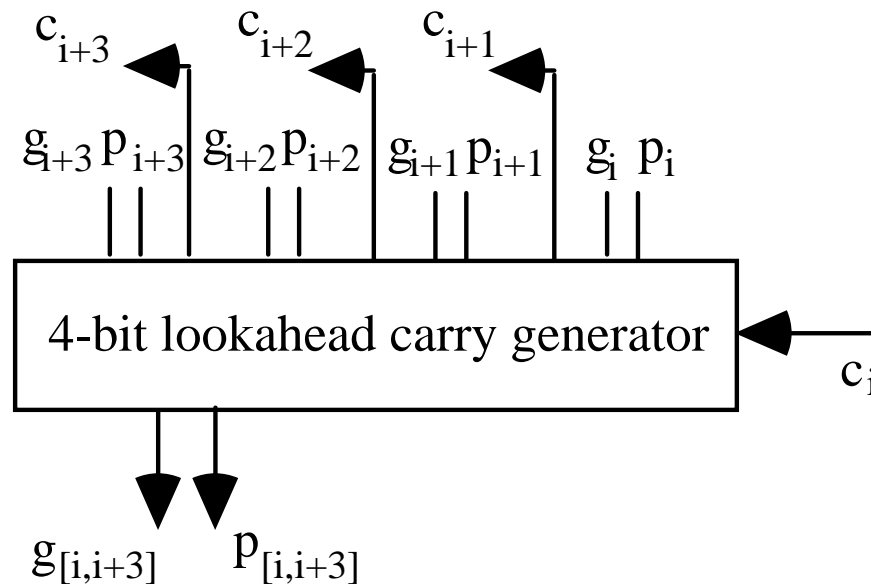 c_{i+3} c_{i+2} c_{i+1}
g_{i+3} p_{i+3} g_{i+2} p_{i+2} g_{i+1} p_{i+1} g_i p_i
4-bit lookahead carry generator
c_i
g_{[i,i+3]} p_{[i,i+3]}